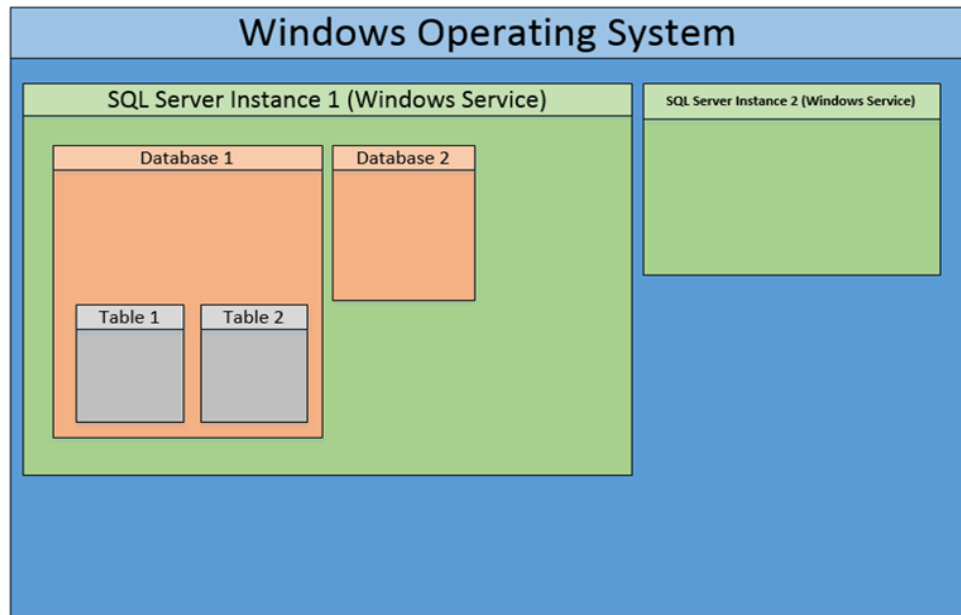 Windows Operating System
SQL Server Instance 1 (Windows Service)
SQL Server Instance 2 (Windows Service)
Database 1
Database 2
Table 1
Table 2